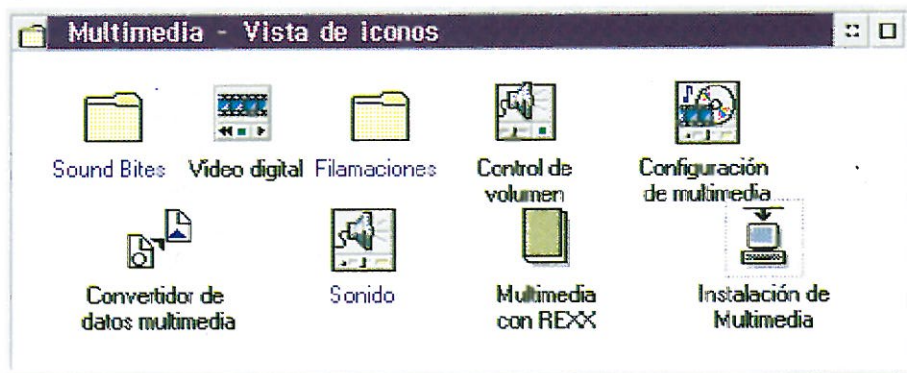 Multimedia - Vista de iconos
Sound Bites
Video digital
Filamaciones
Control de
volumen
Configuración
de multimedia
Convertidor de
datos multimedia
Sonido
Multimedia
con REXX
Instalación de
Multimedia